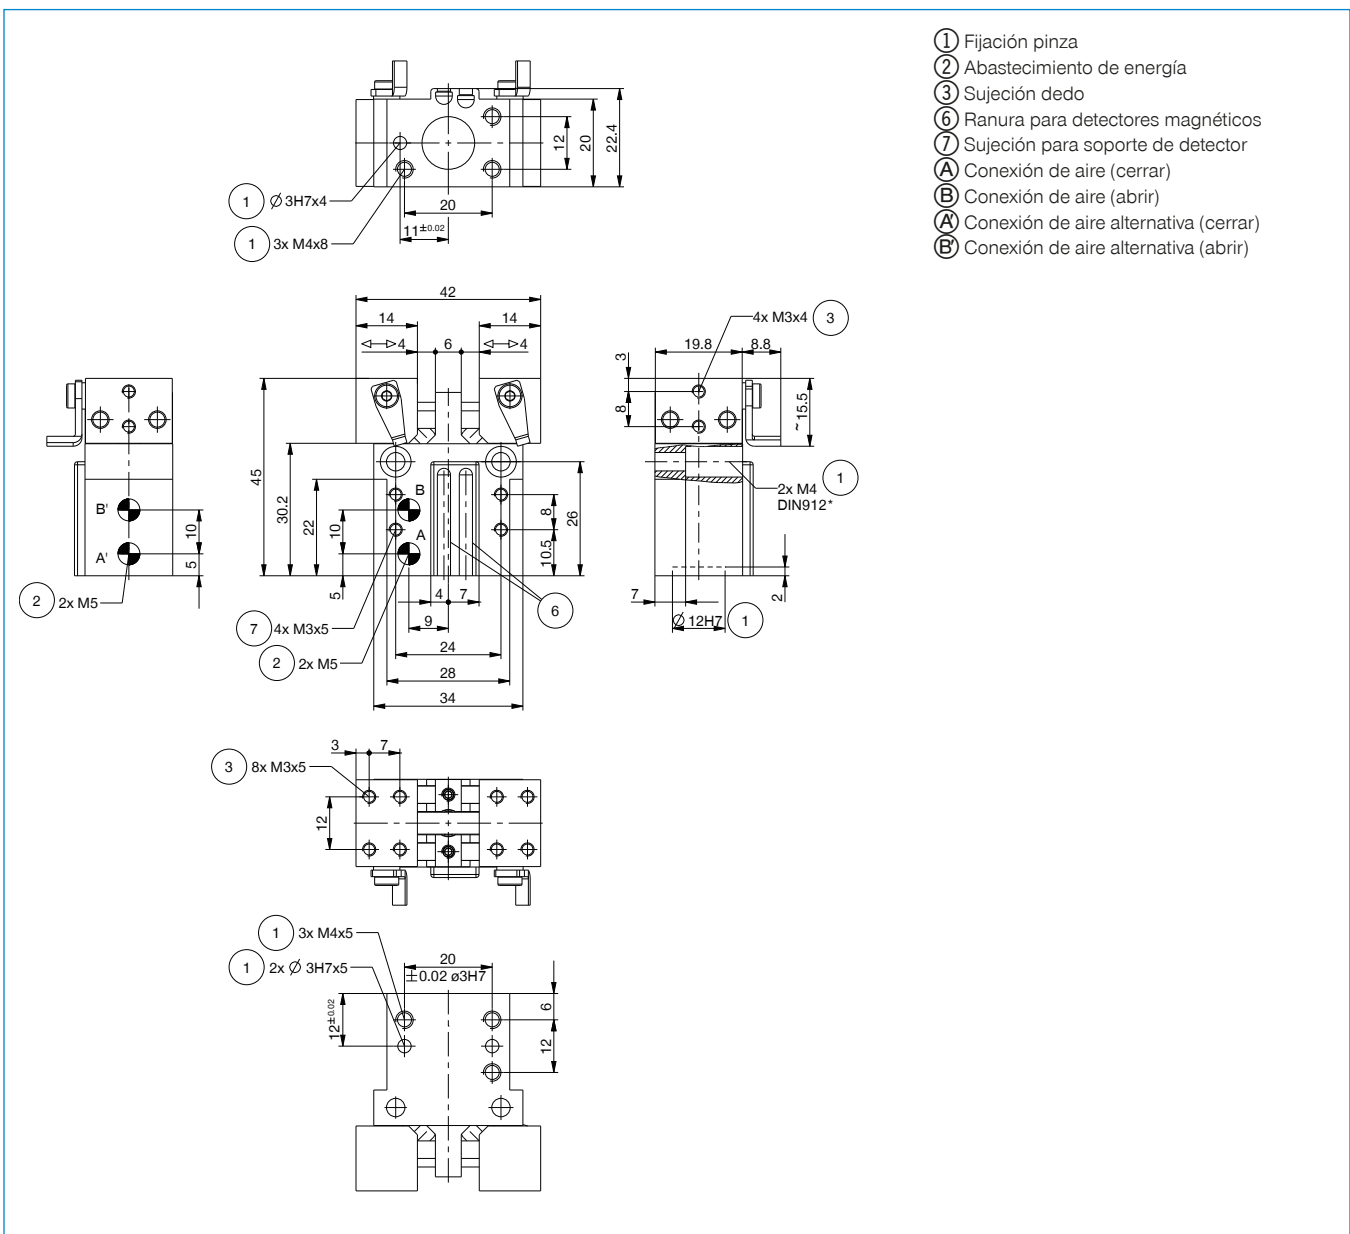 1 Fijación pinza
2 Abastecimiento de energía
3 Sujeción dedo
6 Ranura para detectores magnéticos
7 Sujeción para soporte de detector
A Conexión de aire (cerrar)
B Conexión de aire (abrir)
A' Conexión de aire alternativa (cerrar)
B' Conexión de aire alternativa (abrir)
12
20
22.4
1 Ø 3H7x4
20
1 3x M4x8
11±0.02
42
14
14
4
6
4
45
30.2
22
10
5
B
A
8
10.5
26
4
7
9
24
28
34
6
7 4x M3x5
2 2x M5
B'
A'
10
5
2 2x M5
4x M3x4 3
19.8
8.8
3
8
~15.5
2x M4 1
DIN912*
7
2
Ø 12H7 1
3
7
3 8x M3x5
12
1 3x M4x5
1 2x Ø 3H7x5
20
±0.02 ø3H7
12±0.02
6
12